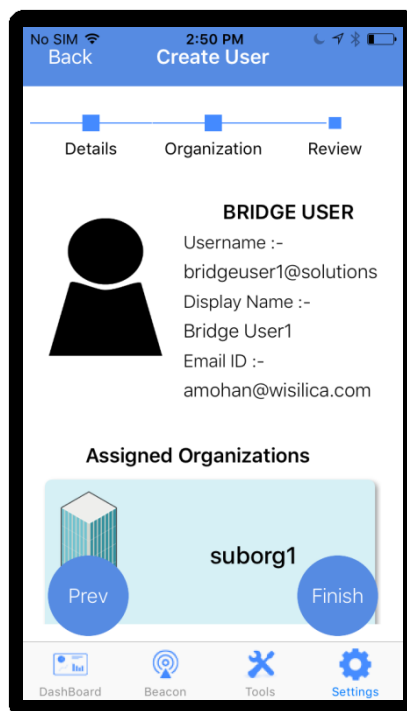 No SIM 2:50 PM
Back Create User
Details Organization Review
BRIDGE USER
Username :-
bridgeuser1@solutions
Display Name :-
Bridge User1
Email ID :-
amohan@wisilica.com
Assigned Organizations
suborg1
Prev Finish
DashBoard Beacon Tools Settings